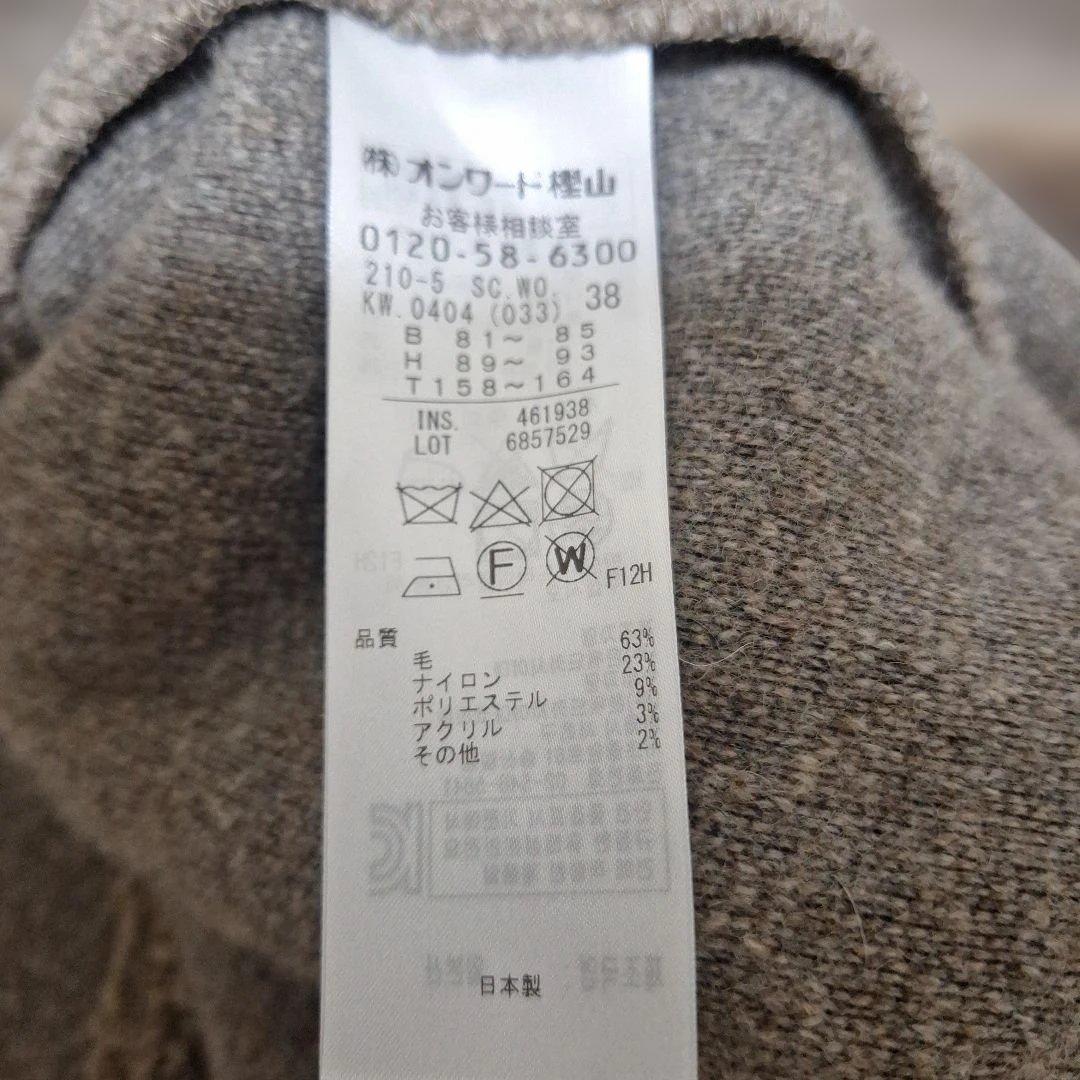 (株)オンワード樫山
お客様相談室
0120-58-6300
210-5 SC.WO.
KW.0404 (033) 38
B 81～ 85
H 89～ 93
T158～164
INS. 461938
LOT 6857529
F W F12H
品質
毛 63%
ナイロン 23%
ポリエステル 9%
アクリル 3%
その他 2%
日本製